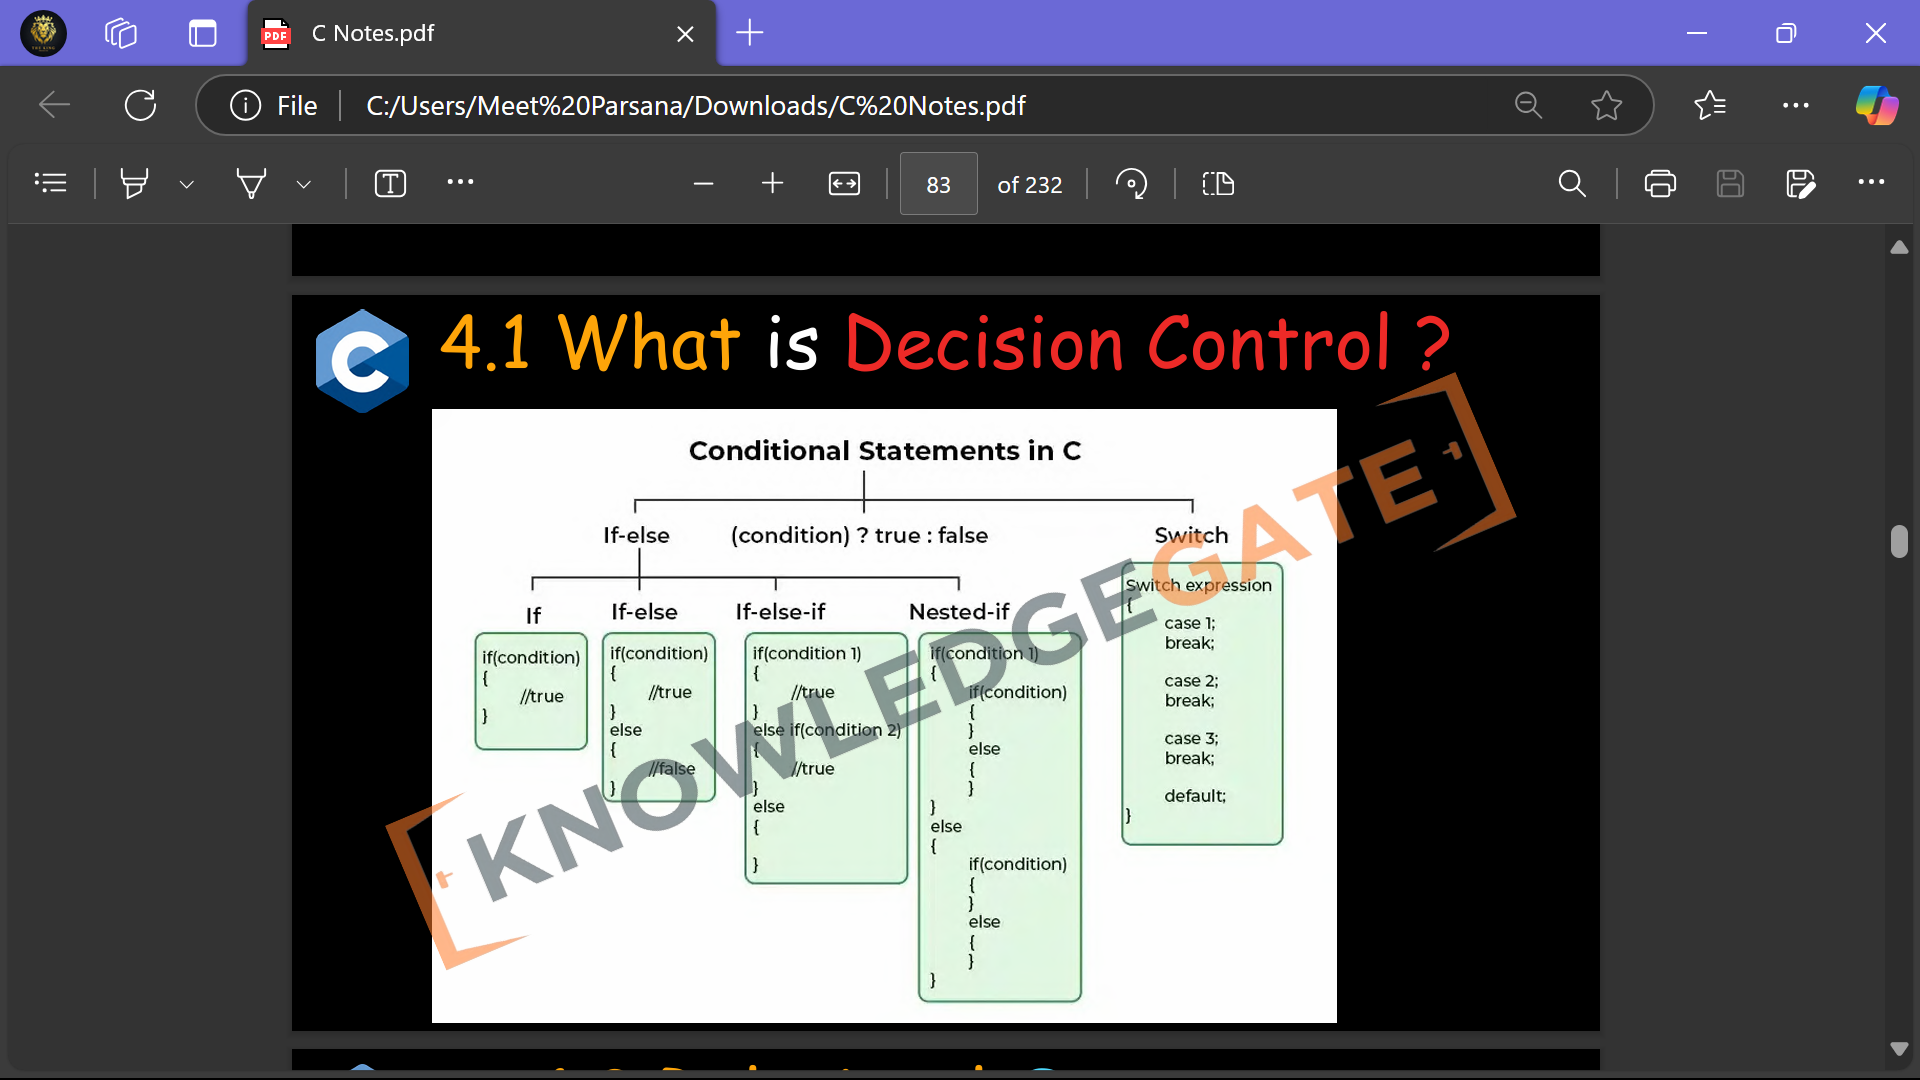 C Notes.pdf
File
C:/Users/Meet%20Parsana/Downloads/C%20Notes.pdf
83 of 232
4.1 What is Decision Control ?
Conditional Statements in C
If-else
(condition) ? true : false
Switch
If
If-else
If-else-if
Nested-if
if(condition)
{
//true
}
if(condition)
{
//true
}
else
{
//false
}
if(condition 1)
{
//true
}
else if(condition 2)
{
//true
}
else
{
}
if(condition 1)
{
if(condition)
{
}
else
{
}
}
else
{
if(condition)
{
}
else
{
}
}
Switch expression
{
case 1;
break;
case 2;
break;
case 3;
break;
default;
}
KNOWLEDGEGATE